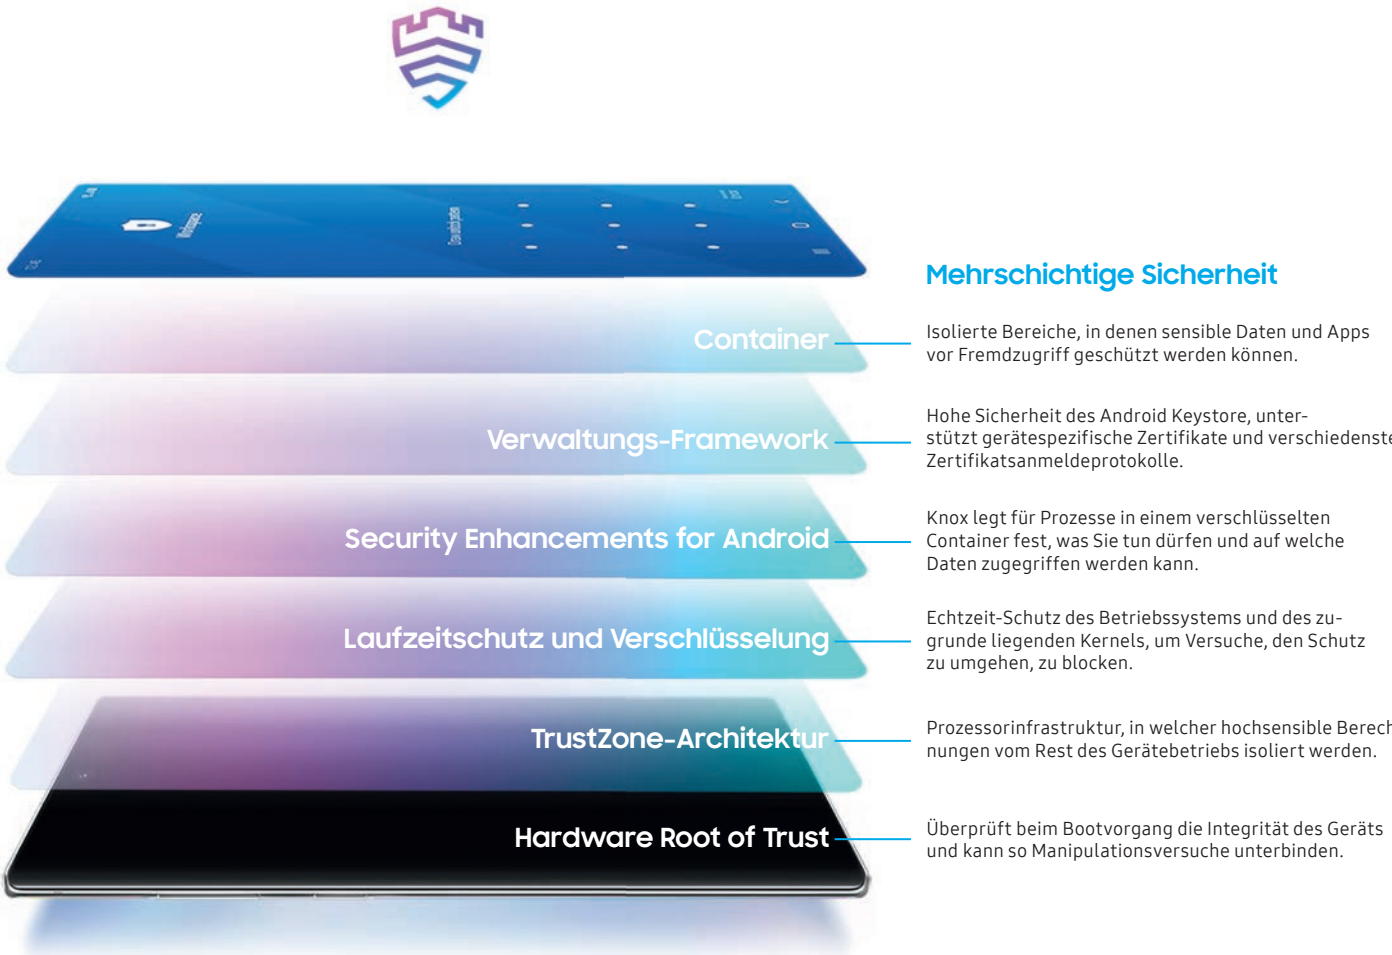 Workspace
Draw unlock pattern
Mehrschichtige Sicherheit
Container
Isolierte Bereiche, in denen sensible Daten und Apps
vor Fremdzugriff geschützt werden können.
Verwaltungs-Framework
Hohe Sicherheit des Android Keystore, unter-
stützt gerätespezifische Zertifikate und verschiedenste
Zertifikatsanmeldeprotokolle.
Security Enhancements for Android
Knox legt für Prozesse in einem verschlüsselten
Container fest, was Sie tun dürfen und auf welche
Daten zugegriffen werden kann.
Laufzeitschutz und Verschlüsselung
Echtzeit-Schutz des Betriebssystems und des zu-
grunde liegenden Kernels, um Versuche, den Schutz
zu umgehen, zu blocken.
TrustZone-Architektur
Prozessorinfrastruktur, in welcher hochsensible Berech
nungen vom Rest des Gerätebetriebs isoliert werden.
Hardware Root of Trust
Überprüft beim Bootvorgang die Integrität des Geräts
und kann so Manipulationsversuche unterbinden.